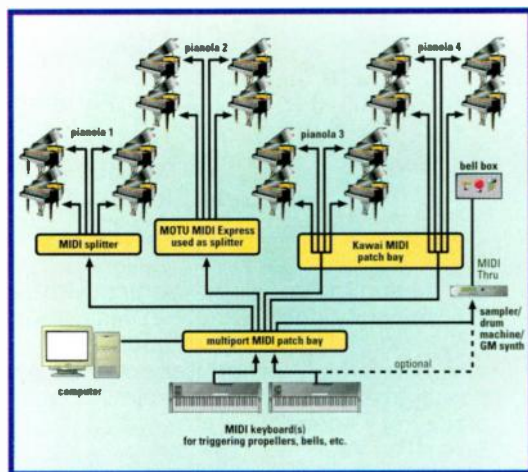 pianola 2
pianola 4
pianola 1
pianola 3
bell box
MIDI splitter
MOTU MIDI Express
used as splitter
Kawai MIDI
patch bay
MIDI
Thru
sampler/
drum
machine/
GM synth
multiport MIDI patch bay
optional
computer
MIDI keyboard(s)
for triggering propellers, bells, etc.